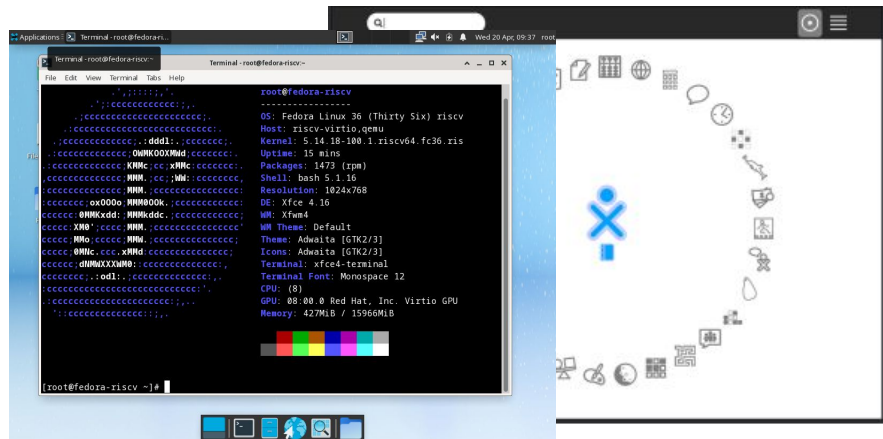 Applications
Terminal - root@fedora-ri...
Wed 20 Apr, 09:37
root
Terminal - root@fedora-riscv:~
Terminal - root@fedora-riscv:~
File Edit View Terminal Tabs Help
root@fedora-riscv
-----------------
OS: Fedora Linux 36 (Thirty Six) riscv
Host: riscv-virtio,qemu
Kernel: 5.14.18-100.1.riscv64.fc36.ris
Uptime: 15 mins
Packages: 1473 (rpm)
Shell: bash 5.1.16
Resolution: 1024x768
DE: Xfce 4.16
WM: Xfwm4
WM Theme: Default
Theme: Adwaita [GTK2/3]
Icons: Adwaita [GTK2/3]
Terminal: xfce4-terminal
Terminal Font: Monospace 12
CPU: (8)
GPU: 08:00.0 Red Hat, Inc. Virtio GPU
Memory: 427MiB / 15966MiB
[root@fedora-riscv ~]#